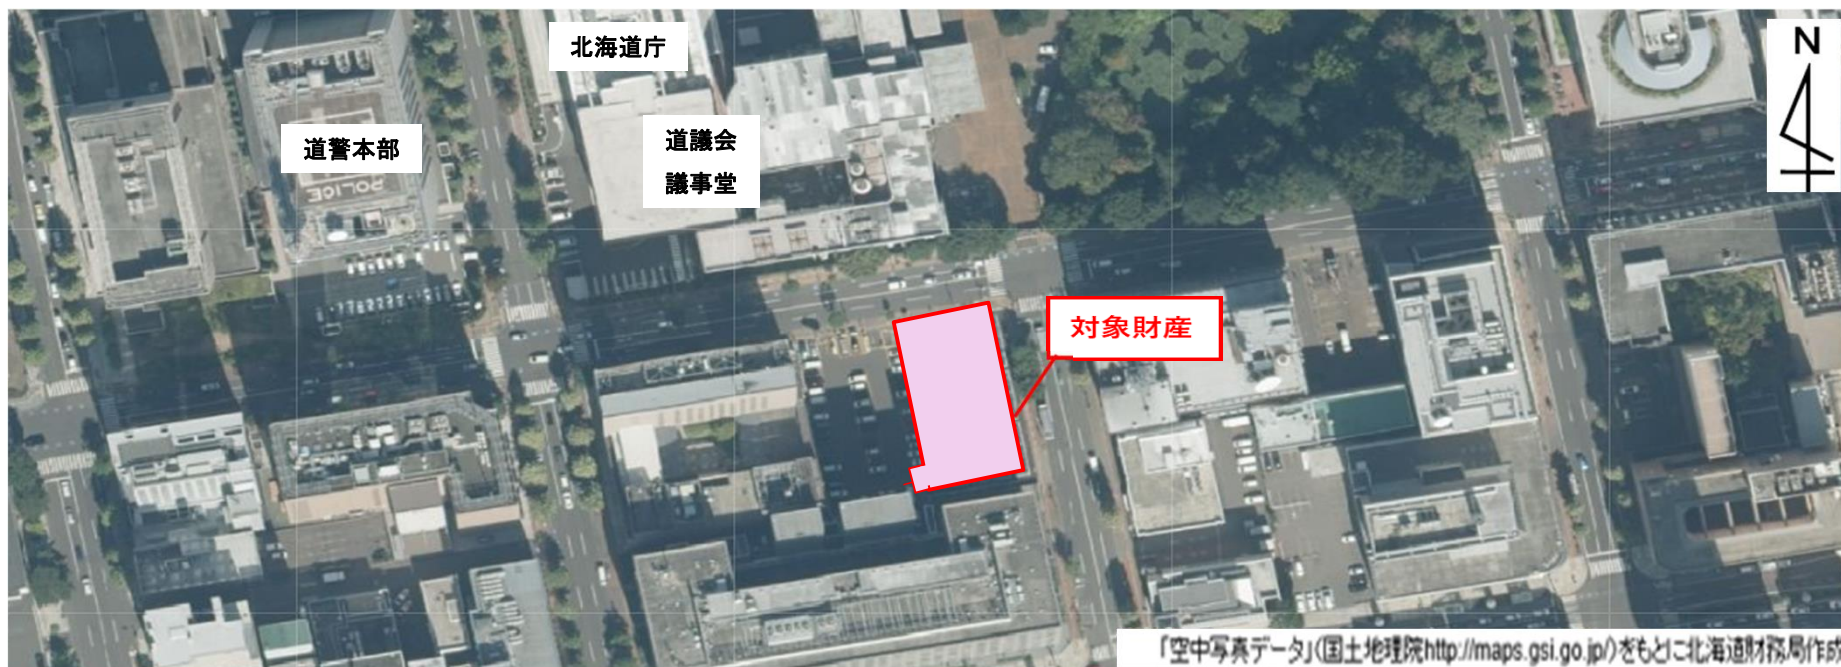 北海道庁
N
道議会
議事堂
道警本部
POLICE
対象財産
「空中写真データ」(国土地理院http://maps.gsi.go.jp/)をもとに北海道財務局作成